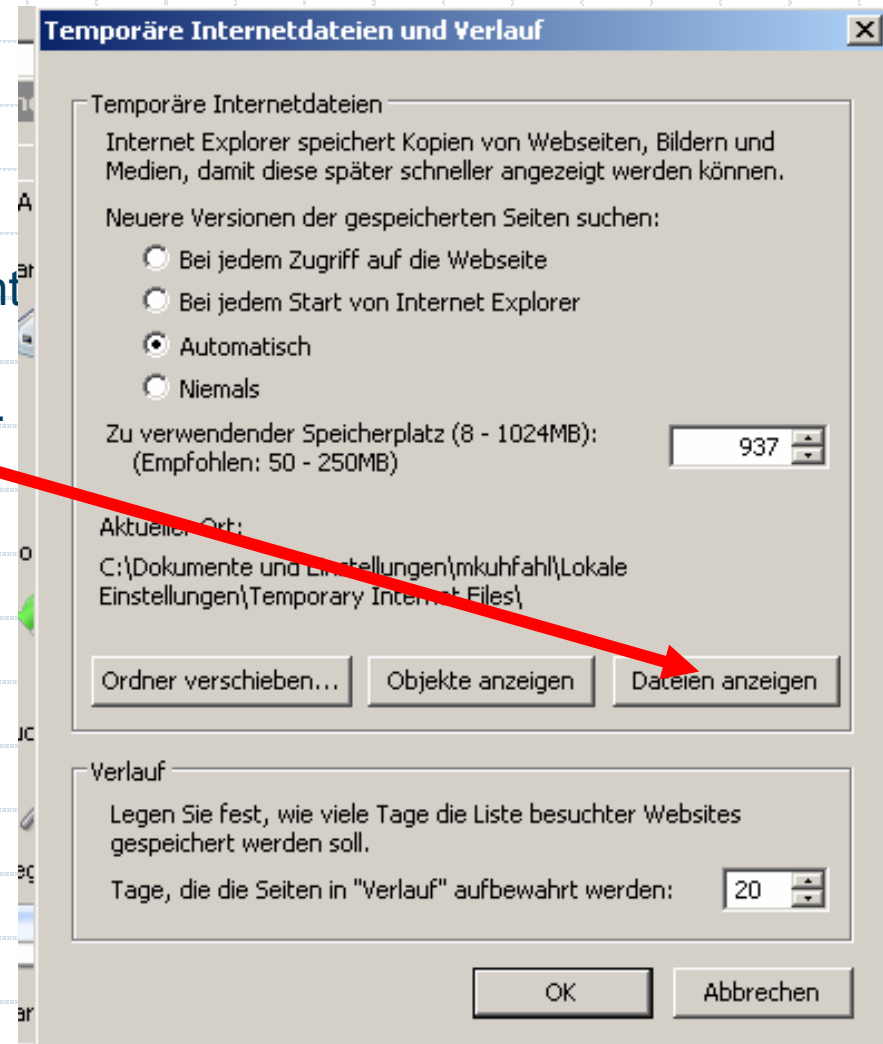 Temporäre Internetdateien und Verlauf
Temporäre Internetdateien
Internet Explorer speichert Kopien von Webseiten, Bildern und
Medien, damit diese später schneller angezeigt werden können.
Neuere Versionen der gespeicherten Seiten suchen:
Bei jedem Zugriff auf die Webseite
Bei jedem Start von Internet Explorer
Automatisch
Niemals
Zu verwendender Speicherplatz (8 - 1024MB):
937
(Empfohlen: 50 - 250MB)
Aktueller Ort:
C:\Dokumente und Einstellungen\mkuhfahl\Lokale
Einstellungen\Temporary Internet Files\
Ordner verschieben... Objekte anzeigen Dateien anzeigen
Verlauf
Legen Sie fest, wie viele Tage die Liste besuchter Websites
gespeichert werden soll.
Tage, die die Seiten in "Verlauf" aufbewahrt werden: 20
OK Abbrechen